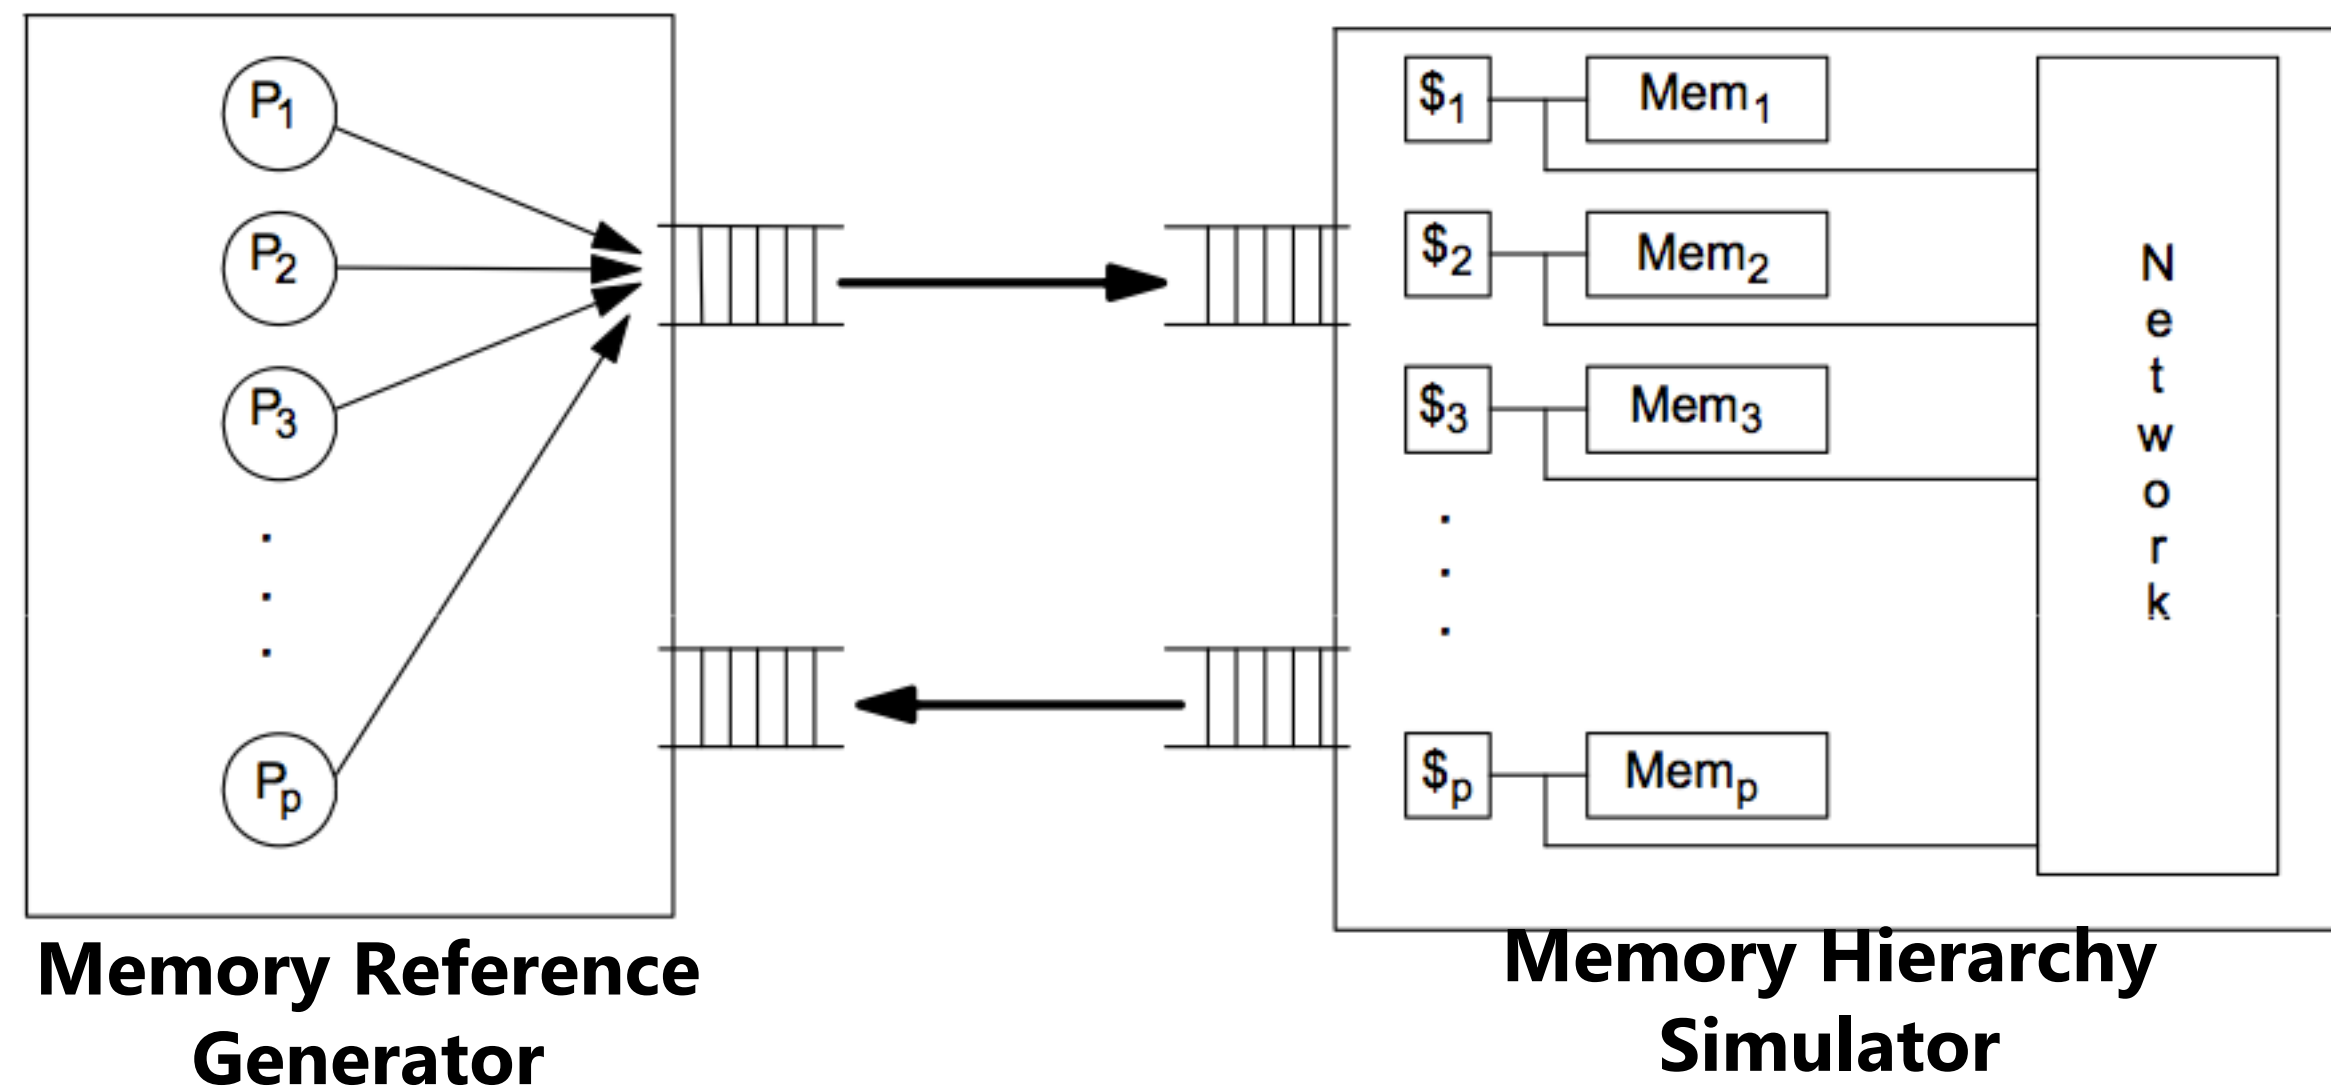 P1
P2
P3
.
.
.
Pp
$1 Mem1
$2 Mem2
$3 Mem3
.
.
.
$p Memp
N
e
t
w
o
r
k
Memory Reference
Generator
Memory Hierarchy
Simulator